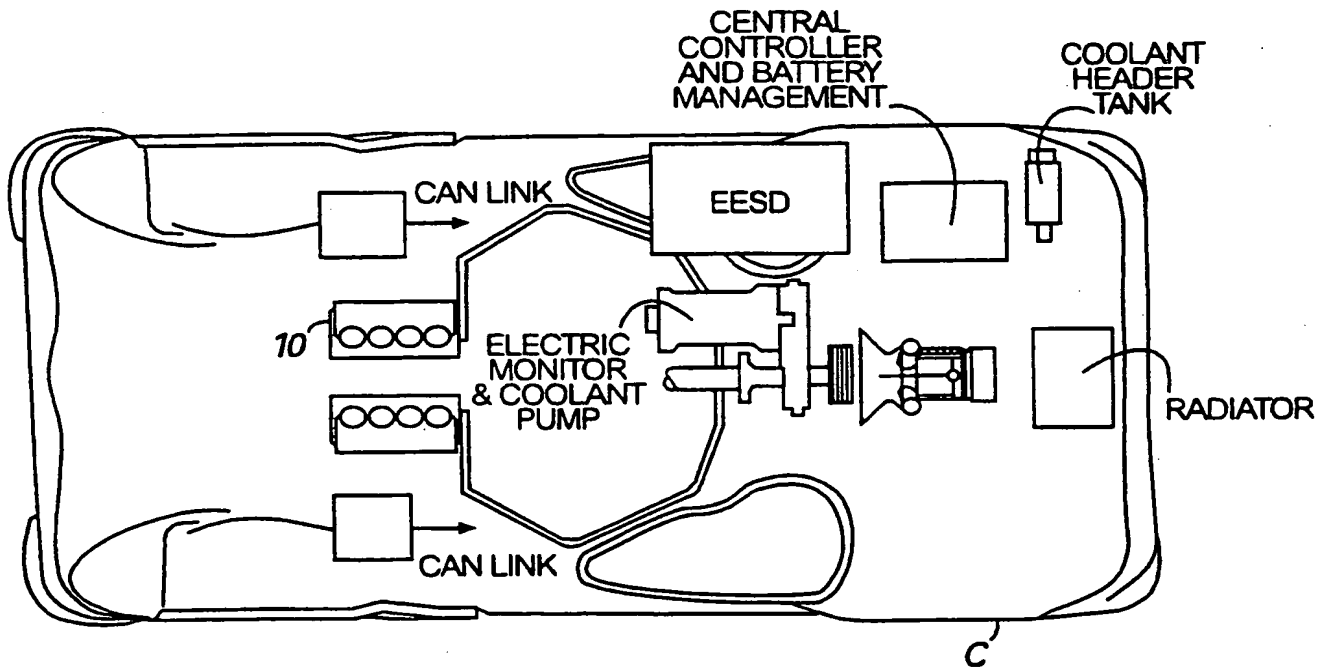 CENTRAL
CONTROLLER
AND BATTERY
MANAGEMENT
COOLANT
HEADER
TANK
CAN LINK
EESD
10
ELECTRIC
MONITOR
& COOLANT
PUMP
RADIATOR
CAN LINK
C